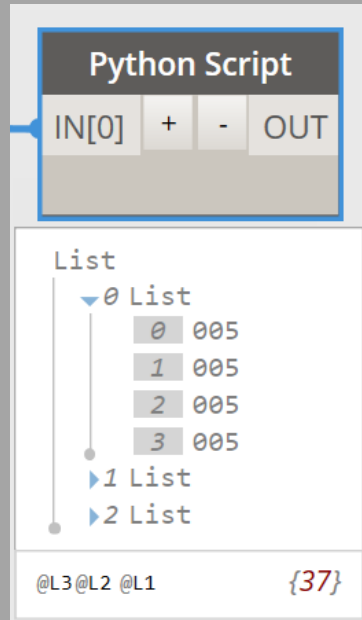 Python Script
IN[0] + - OUT
List
0 List
0 005
1 005
2 005
3 005
1 List
2 List
@L3 @L2 @L1 {37}